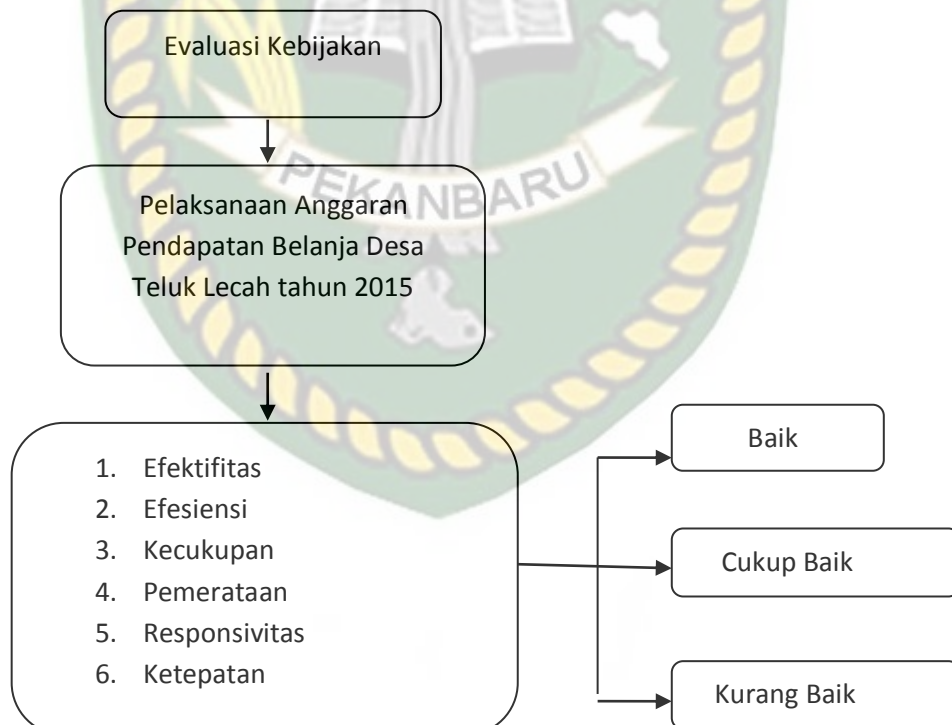 Evaluasi Kebijakan
PEKANBARU
Pelaksanaan Anggaran
Pendapatan Belanja Desa
Teluk Lecah tahun 2015
1. Efektifitas
2. Efesiensi
3. Kecukupan
4. Pemerataan
5. Responsivitas
6. Ketepatan
Baik
Cukup Baik
Kurang Baik